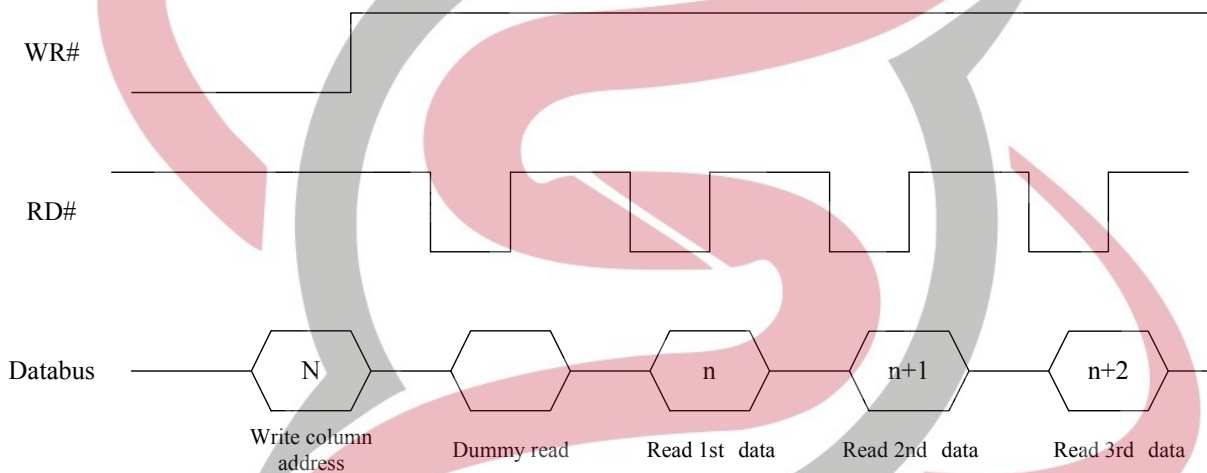 WR#
RD#
Databus
N
n
n+1
n+2
Write column
address
Dummy read
Read 1st data
Read 2nd data
Read 3rd data